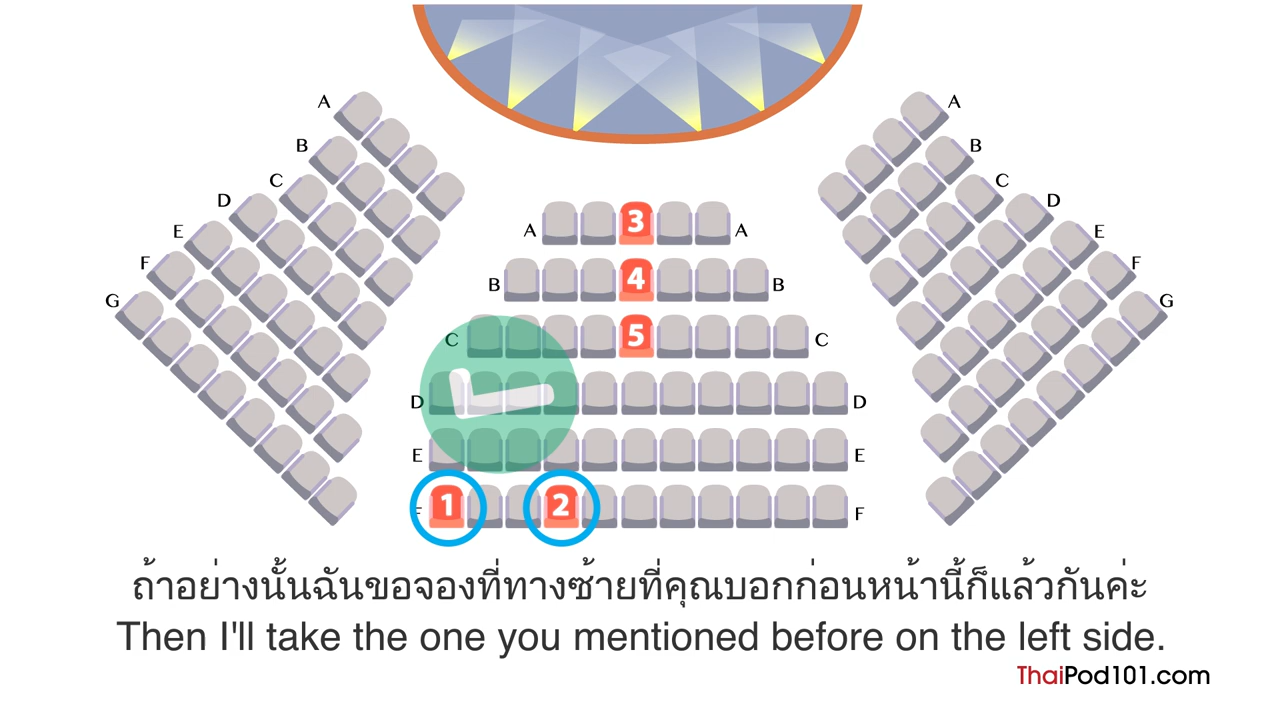 A A
B B
C C
D D
E E
F F
G G
A 3 A
B 4 B
C 5 C
D D
E E
F 1 2 F
ถ้าอย่างนั้นฉันขอจองที่ทางซ้ายที่คุณบอกก่อนหน้านี้ก็แล้วกันค่ะ
Then I'll take the one you mentioned before on the left side.
ThaiPod101.com